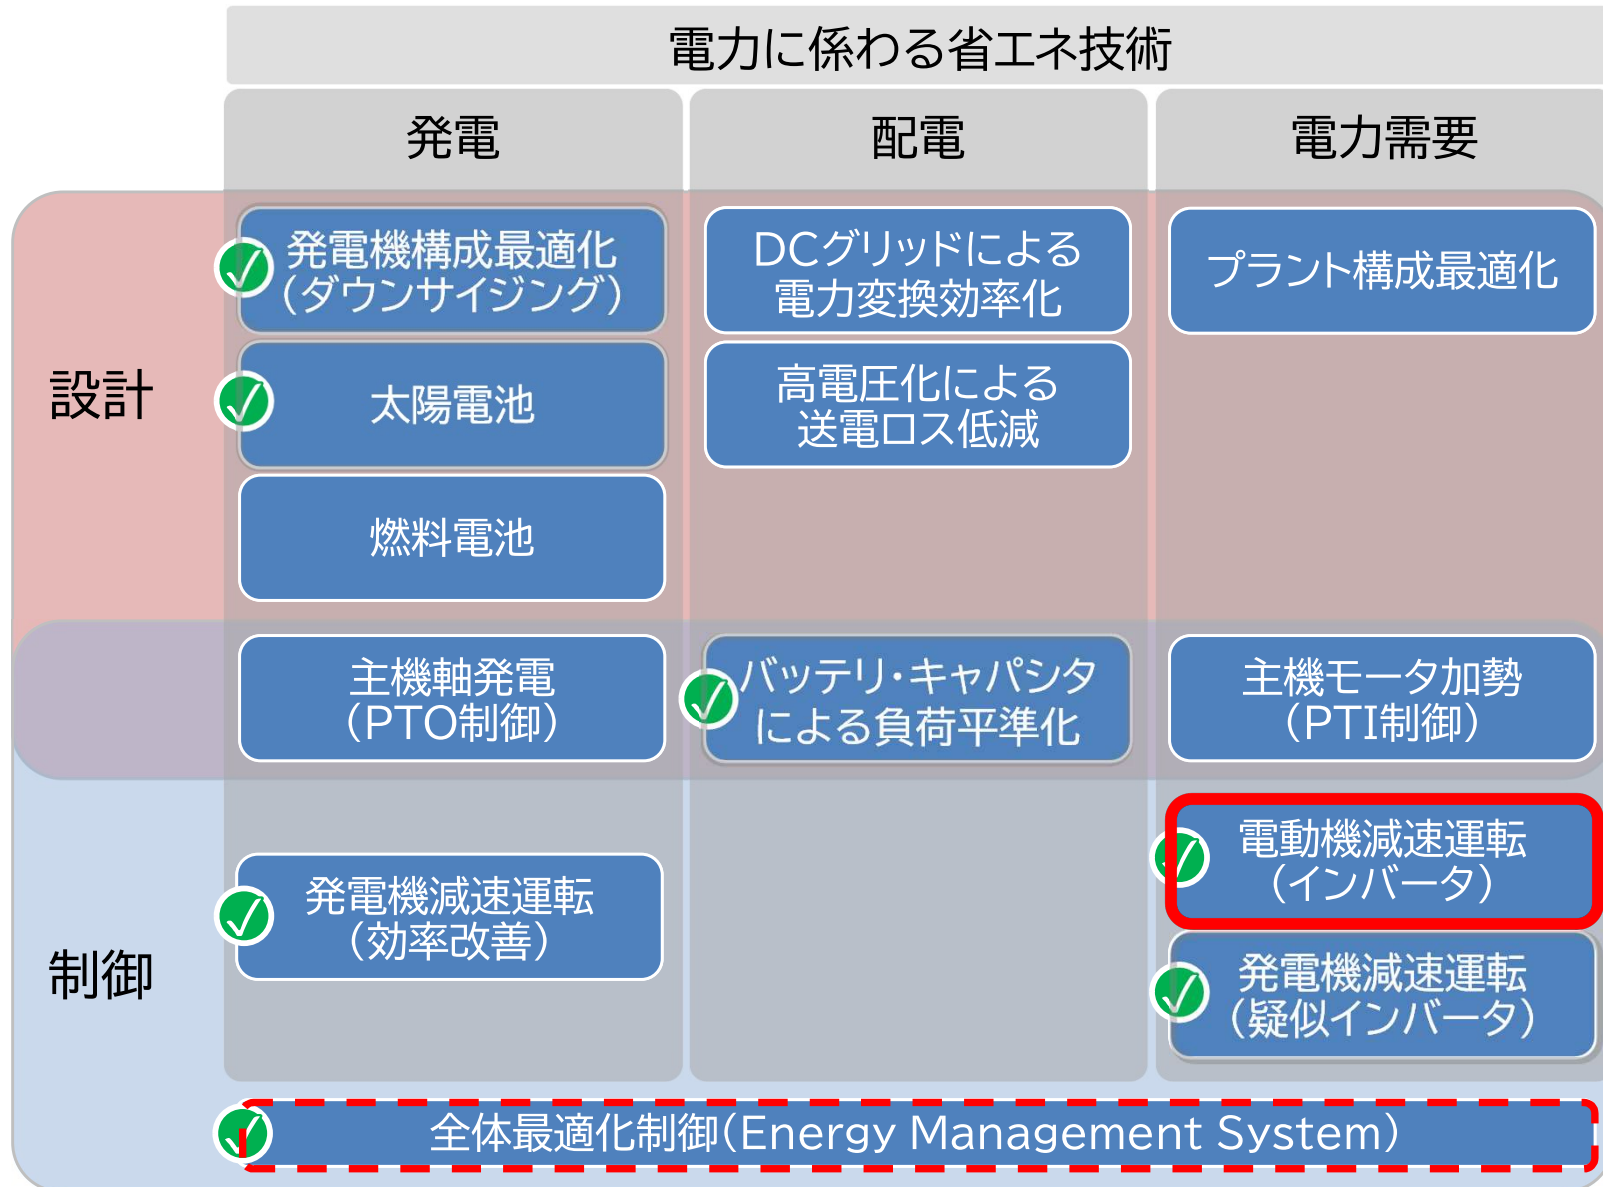 電力に係わる省エネ技術
発電
配電
電力需要
設計
発電機構成最適化
（ダウンサイジング）
DCグリッドによる
電力変換効率化
プラント構成最適化
太陽電池
高電圧化による
送電ロス低減
燃料電池
主機軸発電
（PTO制御）
バッテリ・キャパシタ
による負荷平準化
主機モータ加勢
（PTI制御）
制御
発電機減速運転
（効率改善）
電動機減速運転
（インバータ）
発電機減速運転
（疑似インバータ）
全体最適化制御（Energy Management System）